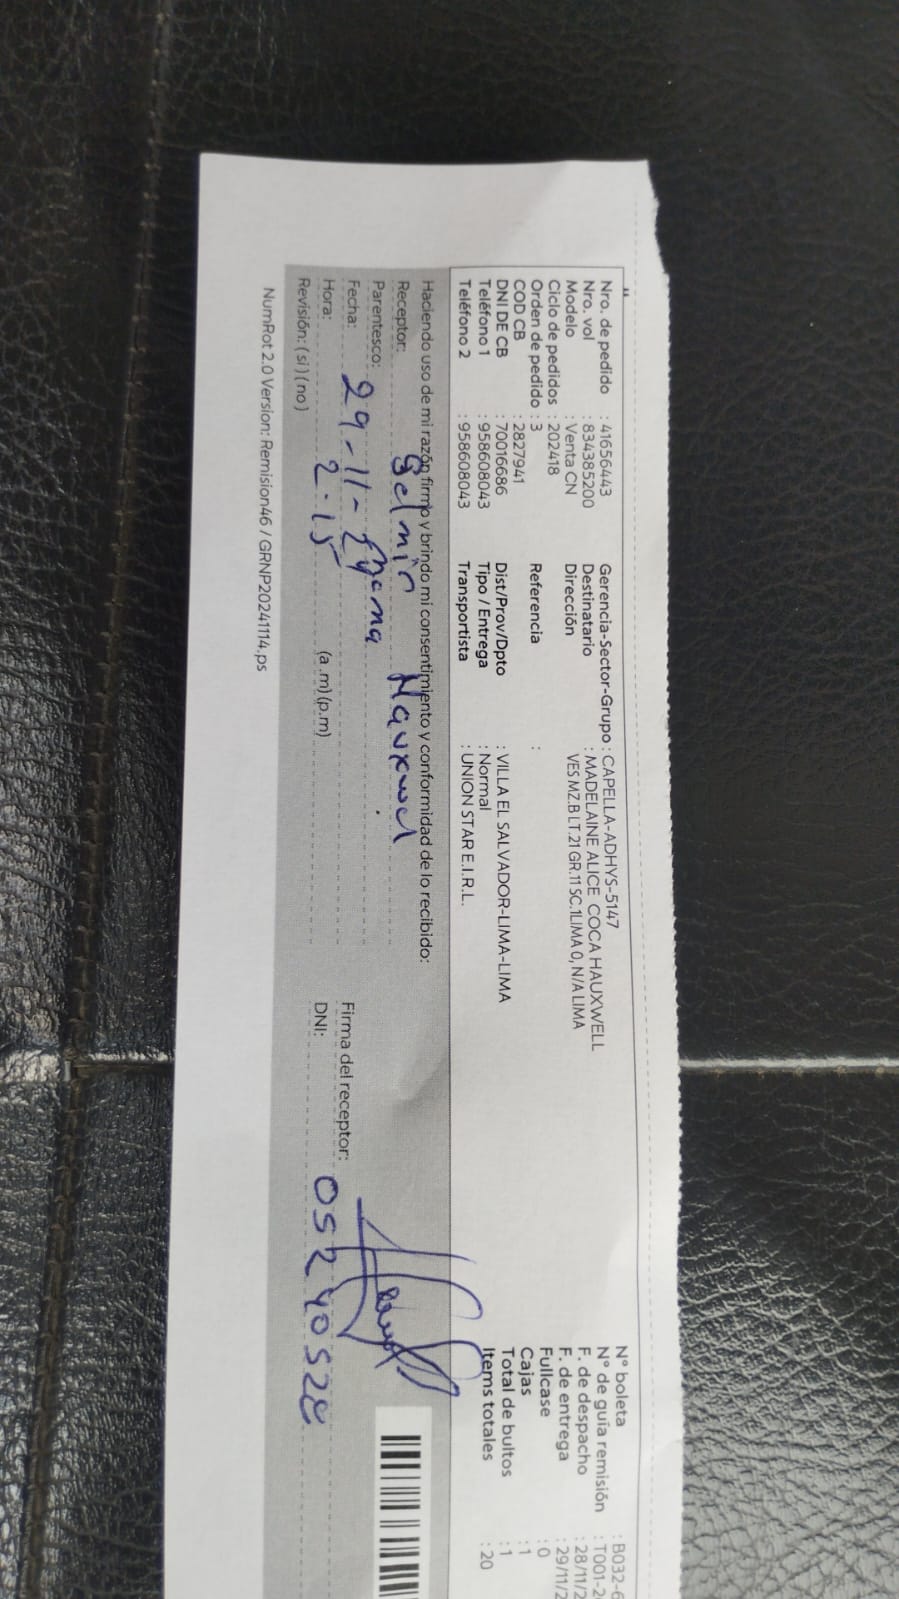 Nro. de pedido : 41656443
Nro. vol : 834385200
Modelo : Venta CN
Ciclo de pedidos : 202418
Orden de pedido : 3
COD CB : 2827941
DNI DE CB : 70016686
Teléfono 1 : 958608043
Teléfono 2 : 958608043
Gerencia-Sector-Grupo : CAPELLA-ADHYS-5147
Destinatario : MADELAINE ALICE COCA HAUXWELL
Dirección VES MZ.B LT.21 GR.11 SC.1LIMA 0, N/A LIMA
Referencia :
Dist/Prov/Dpto : VILLA EL SALVADOR-LIMA-LIMA
Tipo / Entrega : Normal
Transportista : UNION STAR E.I.R.L.
N° boleta : B032-6
N° de guía remisión : T001-2
F. de despacho : 28/11/2
F. de entrega : 29/11/2
Fullcase : 0
Cajas : 1
Total de bultos : 1
Items totales : 20
Haciendo uso de mi razón firmo y brindo mi consentimiento y conformidad de lo recibido:
Receptor:
Parentesco:
Fecha: 29-11-
Hora: 2:15 (a.m)(p.m)
Revisión: (si)(no)
Firma del receptor:
DNI: 05240528
NumRot 2.0 Version: Remision46 / GRNP20241114.ps